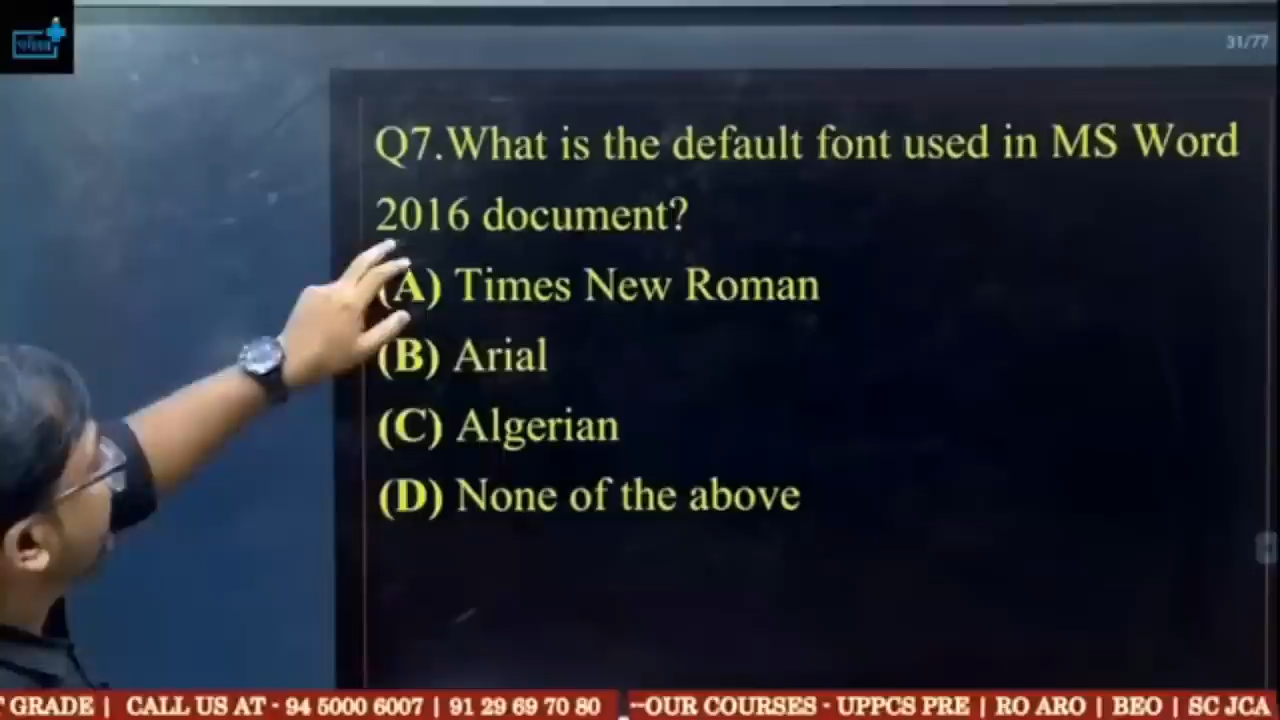 31/77
Q7.What is the default font used in MS Word
2016 document?
(A) Times New Roman
(B) Arial
(C) Algerian
(D) None of the above
T GRADE | CALL US AT - 94 5000 6007 | 91 29 69 70 80 --OUR COURSES - UPPCS PRE | RO ARO | BEO | SC JCA